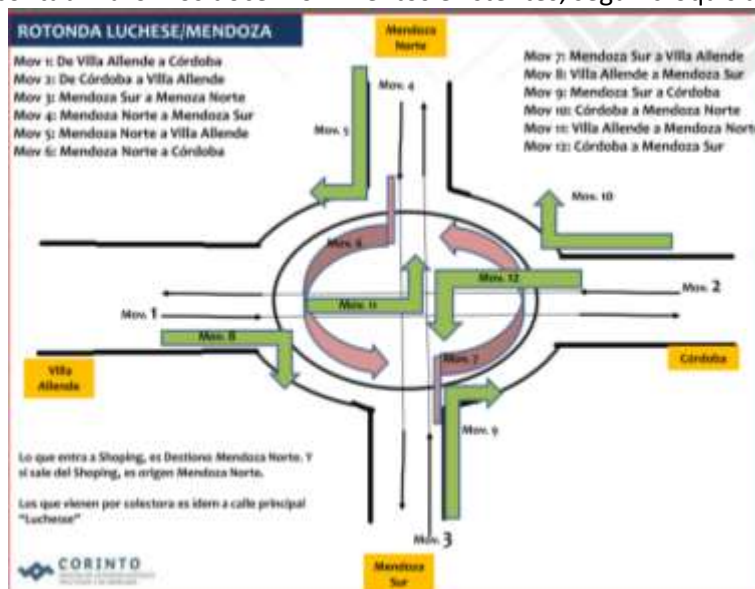 ROTONDA LUCHESE/MENDOZA
Mov 1: De Villa Allende a Córdoba
Mov 2: De Córdoba a Villa Allende
Mov 3: Mendoza Sur a Menoza Norte
Mov 4: Mendoza Norte a Mendoza Sur
Mov 5: Mendoza Norte a Villa Allende
Mov 6: Mendoza Norte a Córdoba
Mendoza
Norte
Mov 7: Mendoza Sur a Villa Allende
Mov 8: Villa Allende a Mendoza Sur
Mov 9: Mendoza Sur a Córdoba
Mov 10: Córdoba a Mendoza Norte
Mov 11: Villa Allende a Mendoza Norte
Mov 12: Córdoba a Mendoza Sur
Mov. 4
Mov. 5
Mov. 10
Mov. 6
Mov. 12
Mov. 2
Mov. 11
Mov. 1
Mov. 8
Mov. 7
Villa
Allende
Córdoba
Mov. 9
Lo que entra a Shoping, es Destiono Mendoza Norte. Y
si sale del Shoping, es origen Mendoza Norte.
Los que vienen por colectora es idem a calle principal
"Luchesse"
Mov. 3
CORINTO
Mendoza
Sur